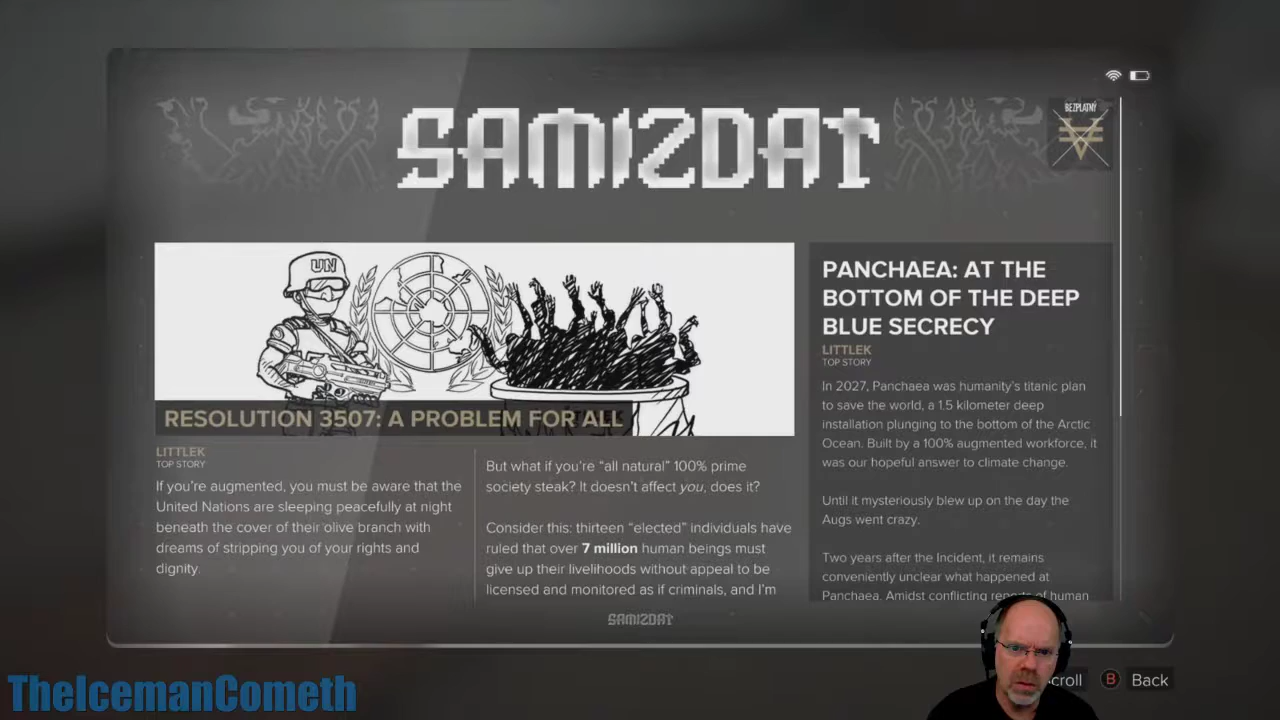 BEZPLATNÝ
SAMIZDAT
UN
RESOLUTION 3507: A PROBLEM FOR ALL
LITTLEK
TOP STORY
If you're augmented, you must be aware that the
United Nations are sleeping peacefully at night
beneath the cover of their olive branch with
dreams of stripping you of your rights and
dignity.
But what if you're "all natural" 100% prime
society steak? It doesn't affect you, does it?
Consider this: thirteen "elected" individuals have
ruled that over 7 million human beings must
give up their livelihoods without appeal to be
licensed and monitored as if criminals, and I'm
PANCHAEA: AT THE
BOTTOM OF THE DEEP
BLUE SECRECY
LITTLEK
TOP STORY
In 2027, Panchaea was humanity's titanic plan
to save the world, a 1.5 kilometer deep
installation plunging to the bottom of the Arctic
Ocean. Built by a 100% augmented workforce, it
was our hopeful answer to climate change.
Until it mysteriously blew up on the day the
Augs went crazy.
Two years after the Incident, it remains
conveniently unclear what happened at
Panchaea. Amidst conflicting reports of human
SAMIZDAT
B Back
TheIcemanCometh